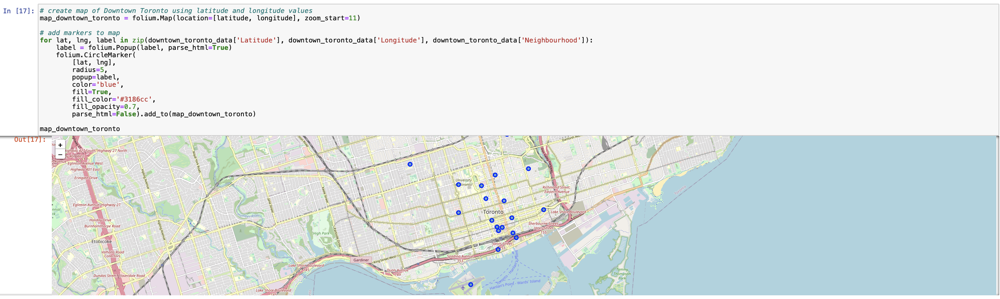 In [17]:
# create map of Downtown Toronto using latitude and longitude values
map_downtown_toronto = folium.Map(location=[latitude, longitude], zoom_start=11)
# add markers to map
for lat, lng, label in zip(downtown_toronto_data['Latitude'], downtown_toronto_data['Longitude'], downtown_toronto_data['Neighbourhood']):
    label = folium.Popup(label, parse_html=True)
    folium.CircleMarker(
        [lat, lng],
        radius=5,
        popup=label,
        color='blue',
        fill=True,
        fill_color='#3186cc',
        fill_opacity=0.7,
        parse_html=False).add_to(map_downtown_toronto)
map_downtown_toronto
Out[17]:
+
−
Highway 427 South, Highway 27 North
Eglinton Avenue West
Highway 401 East
Eringate Drive
Eglinton Avenue, Highway 27
Holiday Drive
Burnhamthorpe Road
Etobicoke
Valhalla Road
Collectors
Dundas Street, Cloverdale Road
Kipling Avenue
Kipling Avenue
Royal York Road
Humber River
Jane Street
Keele Street
High Park
Parkside Drive
Lake Shore Boulevard
145
Lake Shore Boulevard
145
Gardiner
King Street West
Dunn Avenue
149
Spadina Avenue
153
University
Toronto
Toronto
Jarvis Street
155
Sherbourne Street,
Jarvis Street
155
Lake Shore Boulevard
Richmond Street,
Eastern Avenue
Don Valley Parkway
Danforth
Toronto
Toronto - Hanlan's Point
Hanlan's Point - Wards' Island
Tommy
Thompson
Park